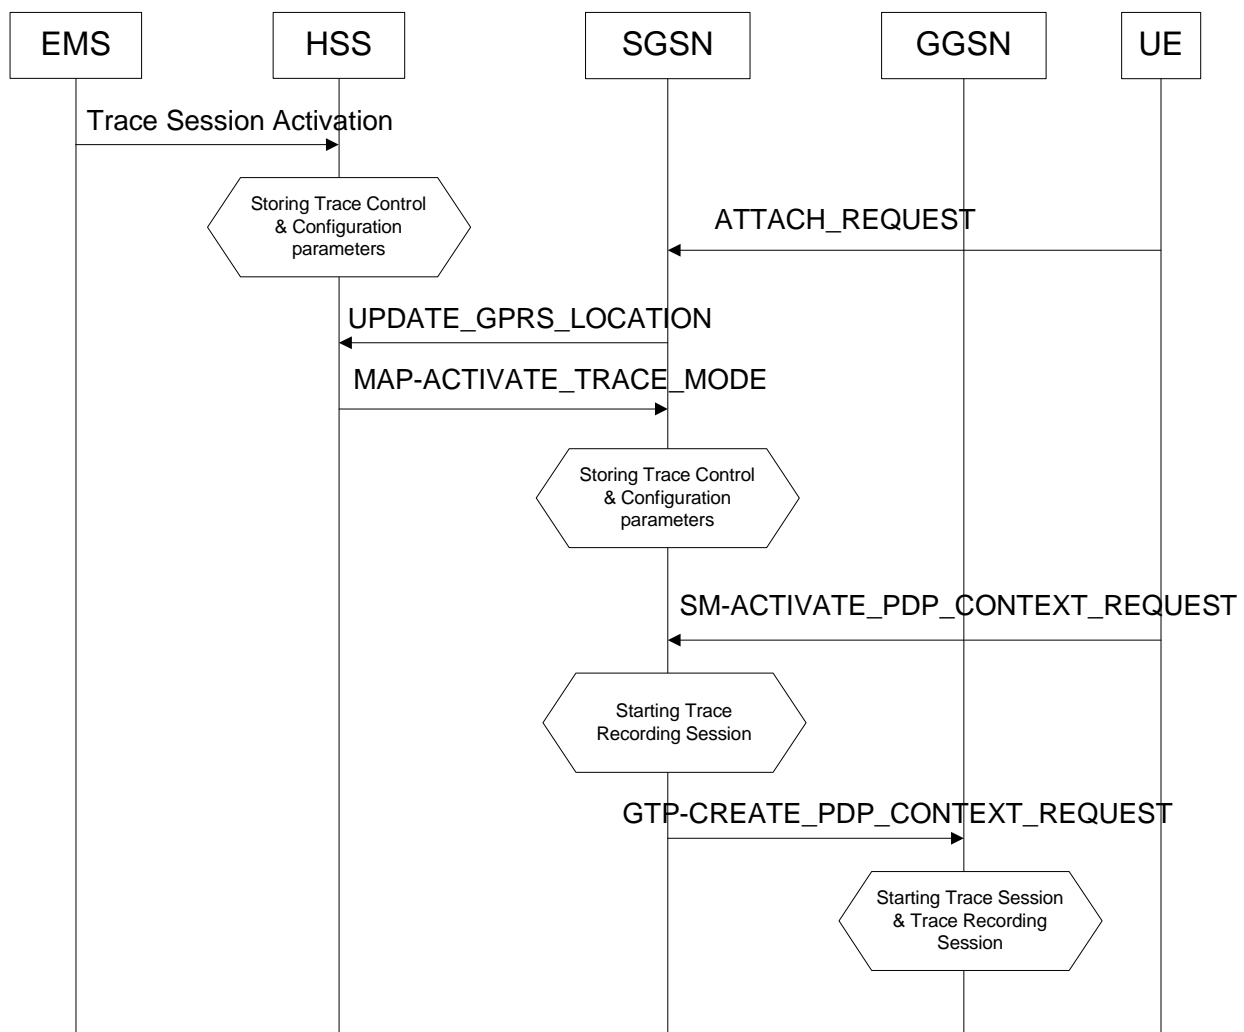 EMS
HSS
SGSN
GGSN
UE
Trace Session Activation
Storing Trace Control
& Configuration
parameters
ATTACH_REQUEST
UPDATE_GPRS_LOCATION
MAP-ACTIVATE_TRACE_MODE
Storing Trace Control
& Configuration
parameters
SM-ACTIVATE_PDP_CONTEXT_REQUEST
Starting Trace
Recording Session
GTP-CREATE_PDP_CONTEXT_REQUEST
Starting Trace Session
& Trace Recording
Session